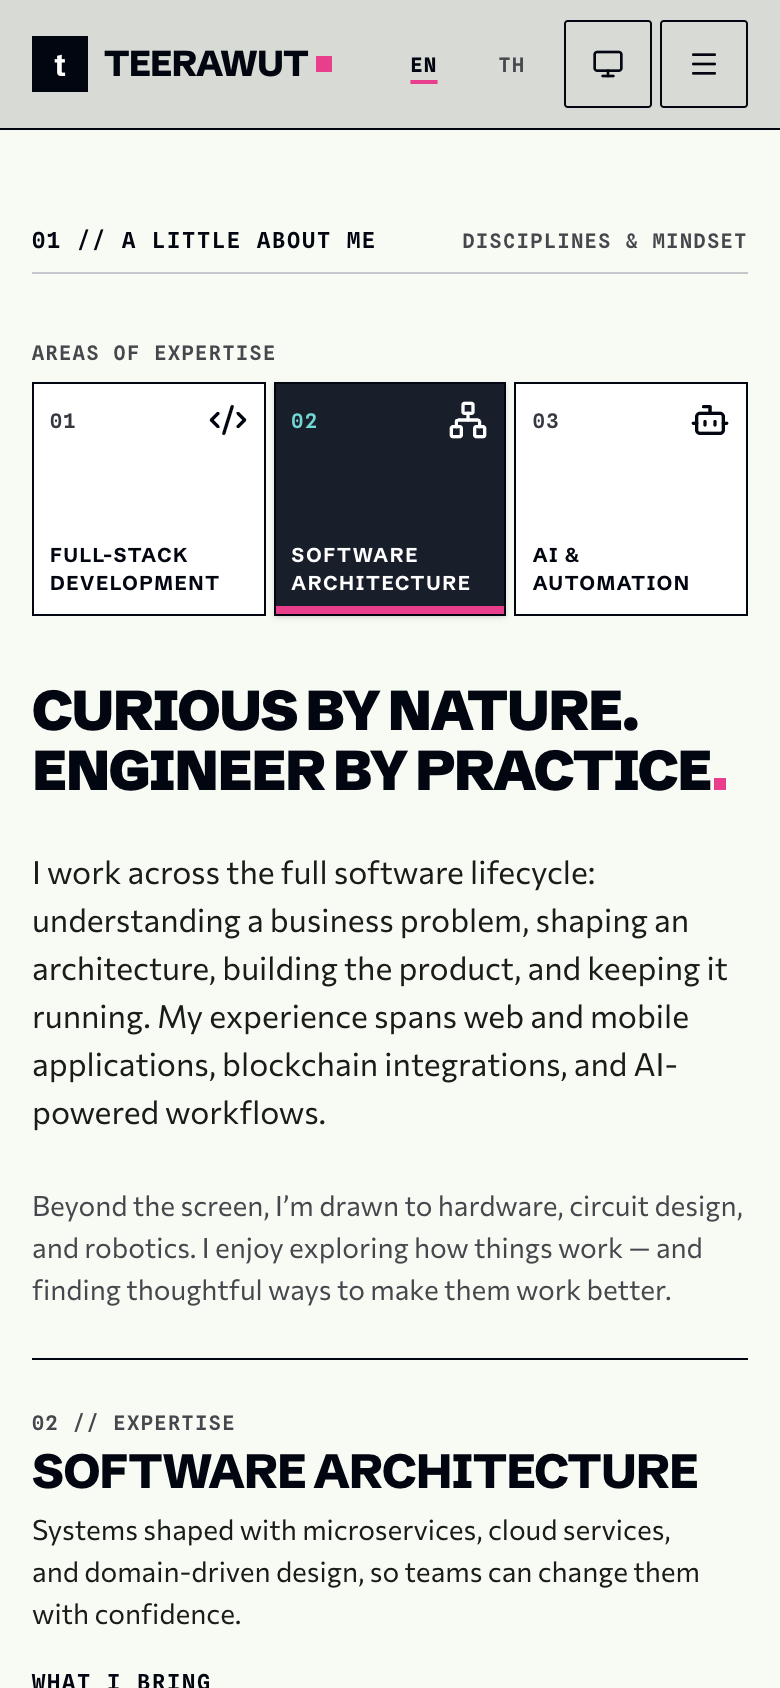 t TEERAWUT EN TH
01 // A LITTLE ABOUT ME DISCIPLINES & MINDSET
AREAS OF EXPERTISE
01
FULL-STACK
DEVELOPMENT
02
SOFTWARE
ARCHITECTURE
03
AI &
AUTOMATION
CURIOUS BY NATURE.
ENGINEER BY PRACTICE.
I work across the full software lifecycle:
understanding a business problem, shaping an
architecture, building the product, and keeping it
running. My experience spans web and mobile
applications, blockchain integrations, and AI-
powered workflows.
Beyond the screen, I’m drawn to hardware, circuit design,
and robotics. I enjoy exploring how things work — and
finding thoughtful ways to make them work better.
02 // EXPERTISE
SOFTWARE ARCHITECTURE
Systems shaped with microservices, cloud services,
and domain-driven design, so teams can change them
with confidence.
WHAT I BRING